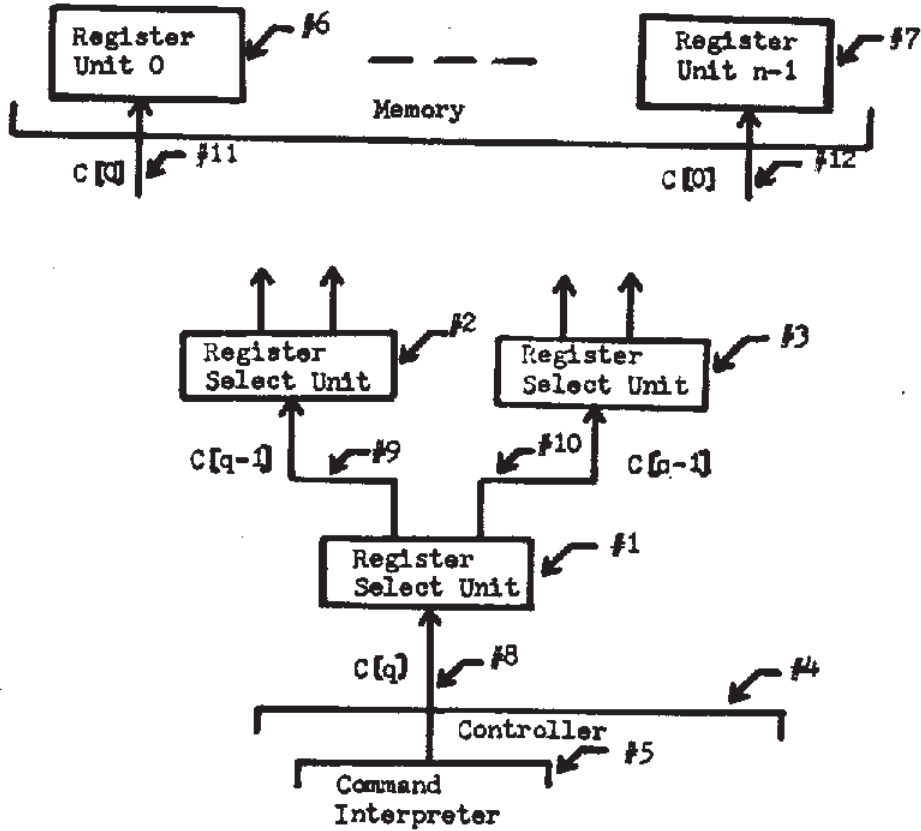 Register
Unit 0
#6
Register
Unit n-1
#7
Memory
C[0]
#11
C[0]
#12
Register
Select Unit
#2
Register
Select Unit
#3
C[q-1]
#9
#10
C[q-1]
Register
Select Unit
#1
C[q]
#8
#4
Controller
#5
Command
Interpreter